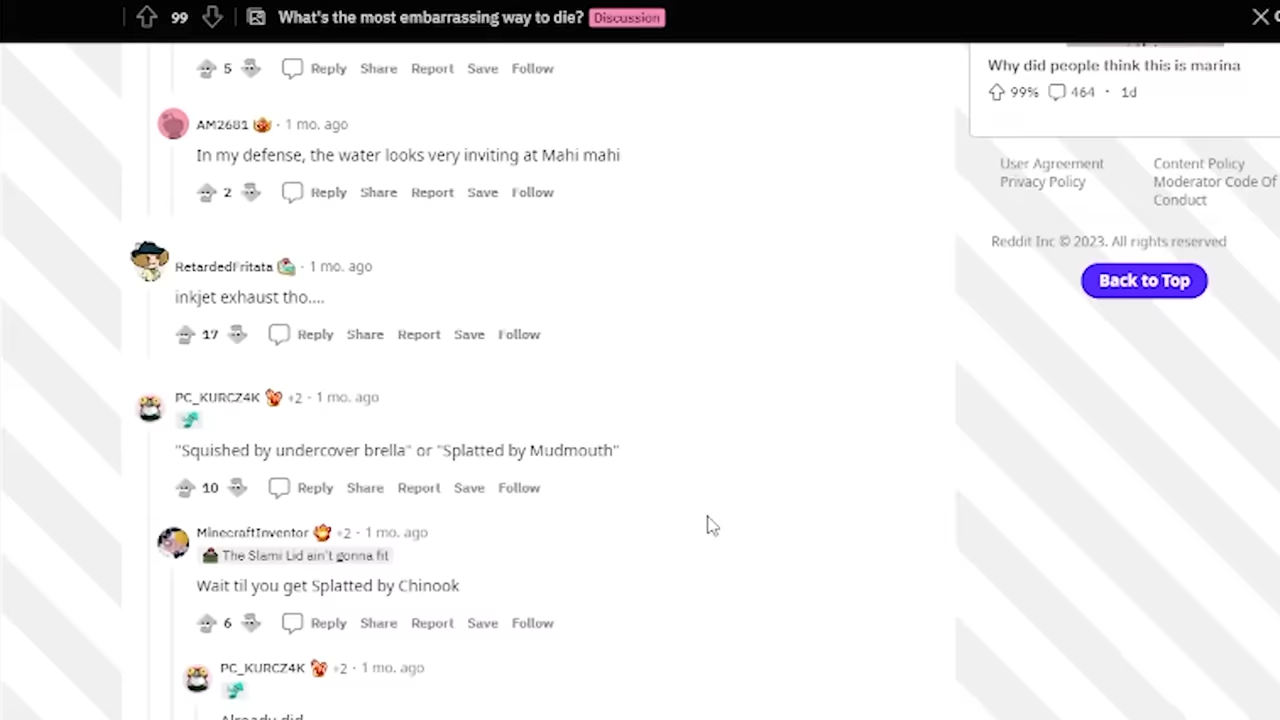 99 What's the most embarrassing way to die? Discussion
5 Reply Share Report Save Follow
AM2681 · 1 mo. ago
In my defense, the water looks very inviting at Mahi mahi
2 Reply Share Report Save Follow
RetardedFritata · 1 mo. ago
inkjet exhaust tho....
17 Reply Share Report Save Follow
PC_KURCZ4K +2 · 1 mo. ago
"Squished by undercover brella" or "Splatted by Mudmouth"
10 Reply Share Report Save Follow
MinecraftInventor +2 · 1 mo. ago
The Slami Lid ain't gonna fit
Wait til you get Splatted by Chinook
6 Reply Share Report Save Follow
PC_KURCZ4K +2 · 1 mo. ago
Already did
Why did people think this is marina
99% 464 · 1d
User Agreement
Privacy Policy
Content Policy
Moderator Code Of
Conduct
Reddit Inc © 2023. All rights reserved
Back to Top